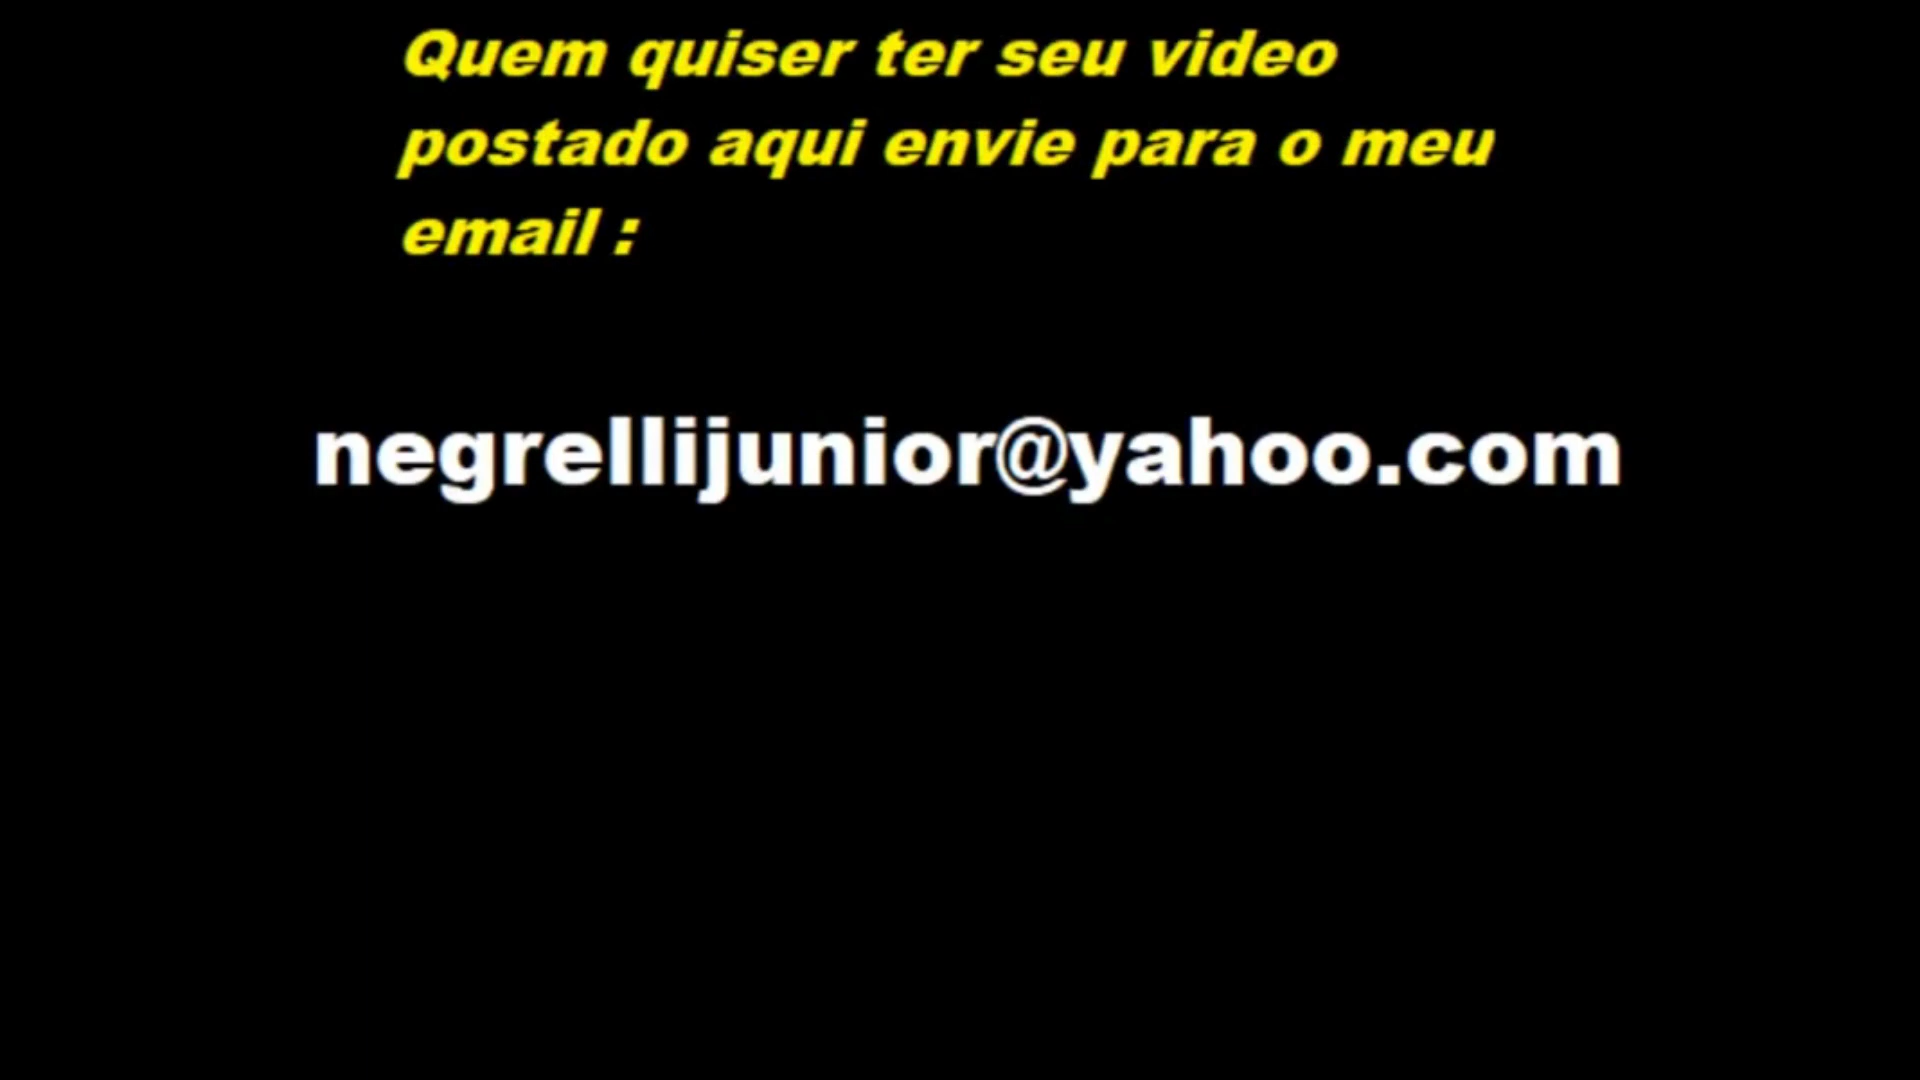 Quem quiser ter seu video
postado aqui envie para o meu
email :
negrellijunior@yahoo.com